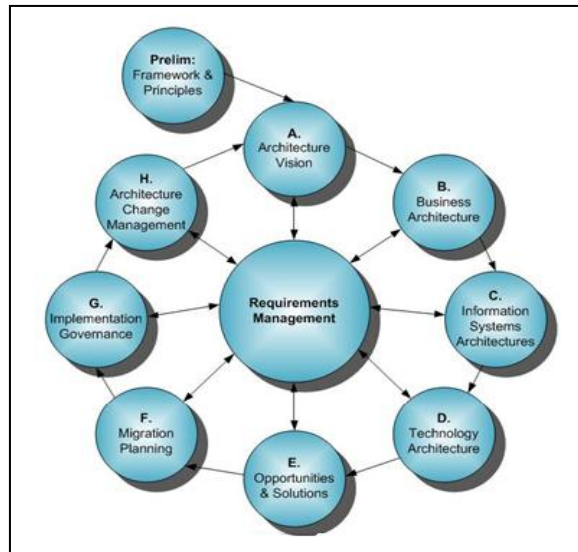 Prelim:
Framework &
Principles
A.
Architecture
Vision
B.
Business
Architecture
C.
Information
Systems
Architectures
D.
Technology
Architecture
E.
Opportunities
& Solutions
F.
Migration
Planning
G.
Implementation
Governance
H.
Architecture
Change
Management
Requirements
Management